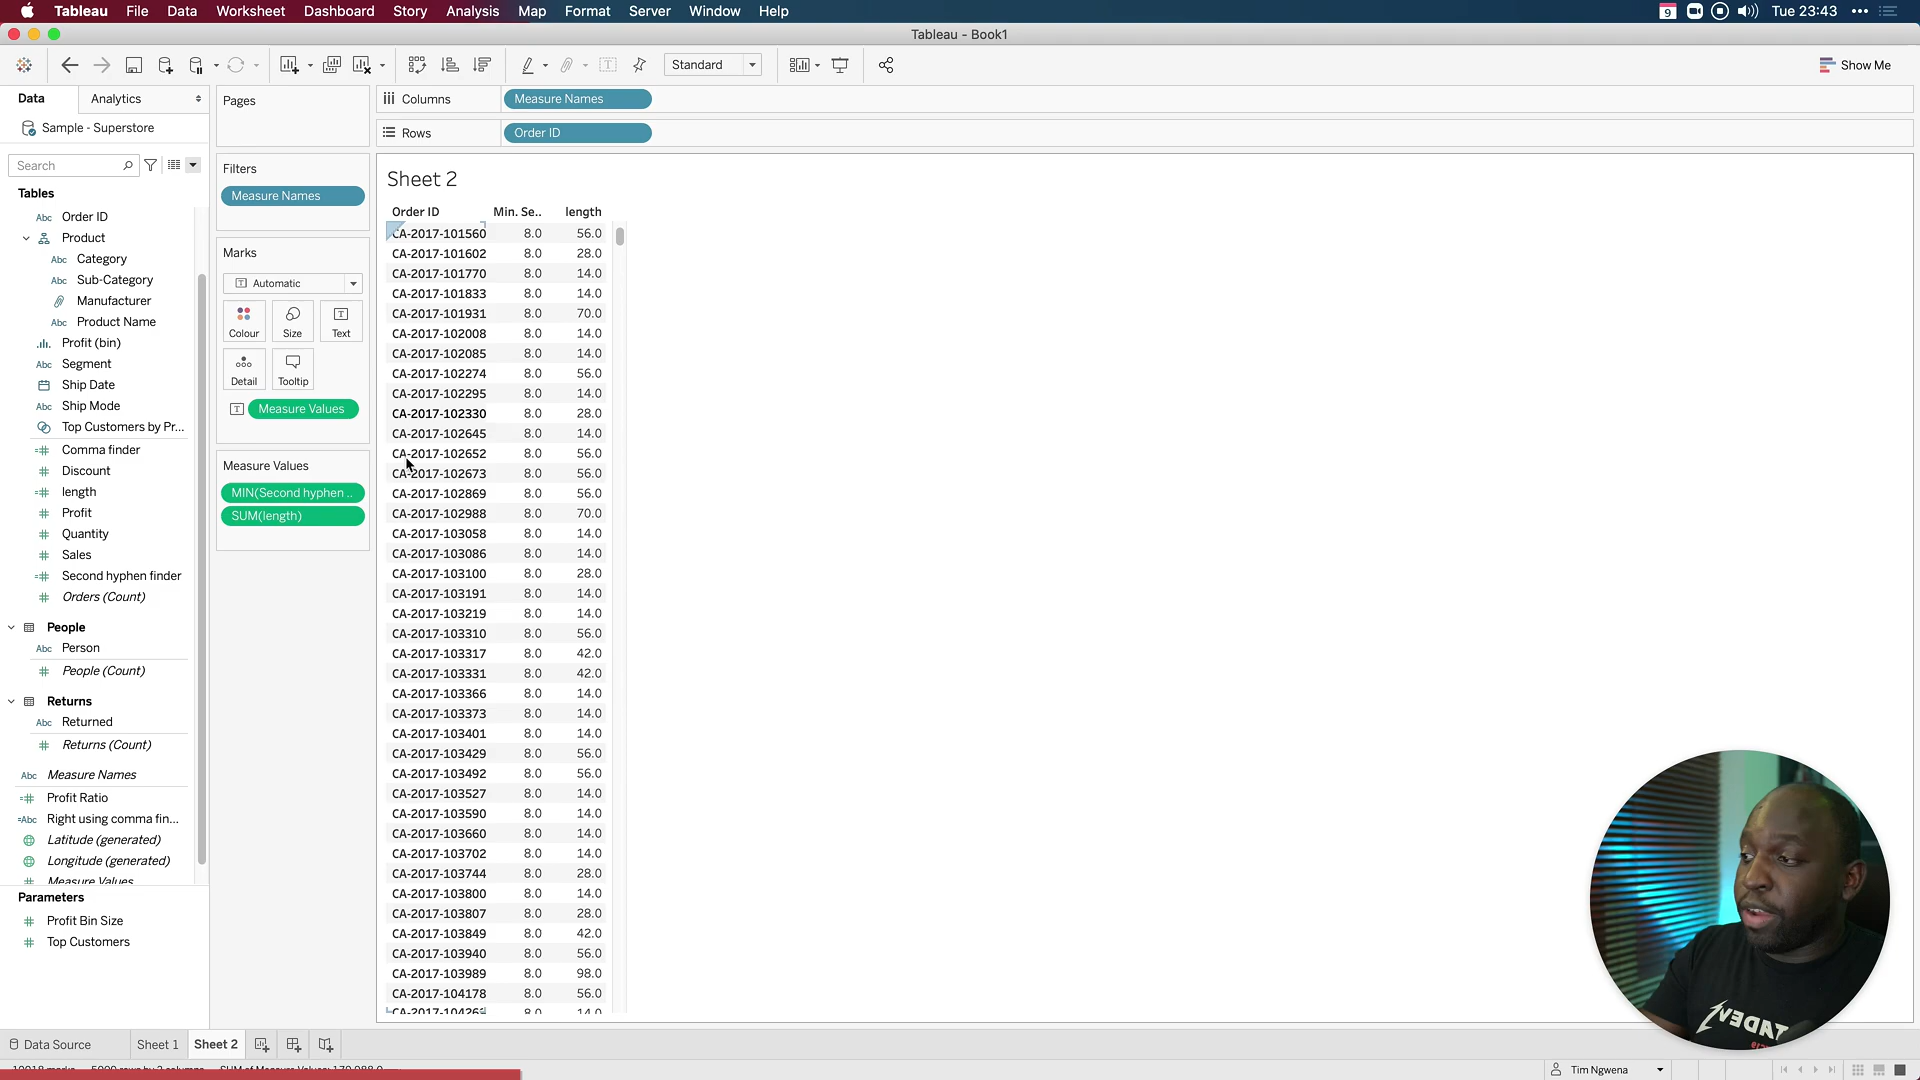 Tableau File Data Worksheet Dashboard Story Analysis Map Format Server Window Help
9 Tue 23:43
Tableau - Book1
Standard
Show Me
Data Analytics
Sample - Superstore
Search
Tables
Abc Order ID
Product
Abc Category
Abc Sub-Category
Manufacturer
Abc Product Name
Profit (bin)
Abc Segment
Ship Date
Abc Ship Mode
Top Customers by Pr...
Comma finder
Discount
length
Profit
Quantity
Sales
Second hyphen finder
Orders (Count)
People
Abc Person
People (Count)
Returns
Abc Returned
Returns (Count)
Abc Measure Names
Profit Ratio
=Abc Right using comma fin...
Latitude (generated)
Longitude (generated)
Measure Values
Parameters
Profit Bin Size
Top Customers
Pages
Filters
Measure Names
Marks
Automatic
Colour Size Text
Detail Tooltip
Measure Values
Measure Values
MIN(Second hyphen ..
SUM(length)
Columns Measure Names
Rows Order ID
Sheet 2
Order ID Min. Se.. length
CA-2017-101560 8.0 56.0
CA-2017-101602 8.0 28.0
CA-2017-101770 8.0 14.0
CA-2017-101833 8.0 14.0
CA-2017-101931 8.0 70.0
CA-2017-102008 8.0 14.0
CA-2017-102085 8.0 14.0
CA-2017-102274 8.0 56.0
CA-2017-102295 8.0 14.0
CA-2017-102330 8.0 28.0
CA-2017-102645 8.0 14.0
CA-2017-102652 8.0 56.0
CA-2017-102673 8.0 56.0
CA-2017-102869 8.0 56.0
CA-2017-102988 8.0 70.0
CA-2017-103058 8.0 14.0
CA-2017-103086 8.0 14.0
CA-2017-103100 8.0 28.0
CA-2017-103191 8.0 14.0
CA-2017-103219 8.0 14.0
CA-2017-103310 8.0 56.0
CA-2017-103317 8.0 42.0
CA-2017-103331 8.0 42.0
CA-2017-103366 8.0 14.0
CA-2017-103373 8.0 14.0
CA-2017-103401 8.0 14.0
CA-2017-103429 8.0 56.0
CA-2017-103492 8.0 56.0
CA-2017-103527 8.0 14.0
CA-2017-103590 8.0 14.0
CA-2017-103660 8.0 14.0
CA-2017-103702 8.0 14.0
CA-2017-103744 8.0 28.0
CA-2017-103800 8.0 14.0
CA-2017-103807 8.0 28.0
CA-2017-103849 8.0 42.0
CA-2017-103940 8.0 56.0
CA-2017-103989 8.0 98.0
CA-2017-104178 8.0 56.0
8.0 14.0
Data Source Sheet 1 Sheet 2
Tim Ngwena